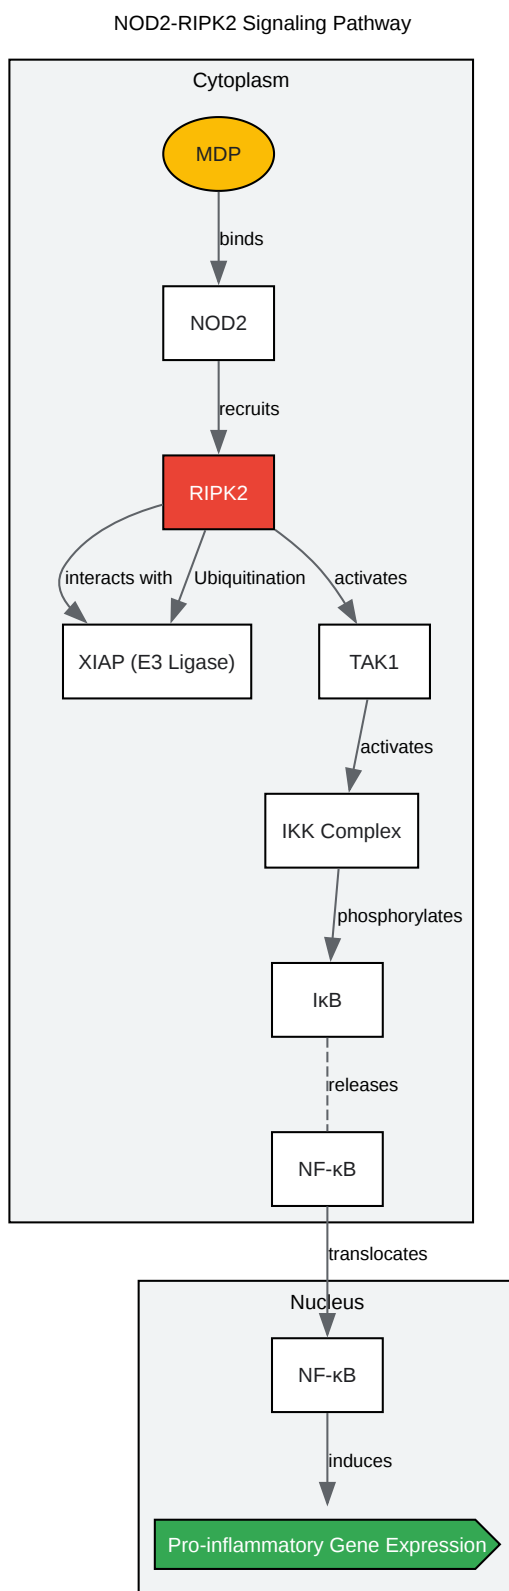 NOD2-RIPK2 Signaling Pathway
Cytoplasm
MDP
binds
NOD2
recruits
RIPK2
interacts with
Ubiquitination
activates
XIAP (E3 Ligase)
TAK1
activates
IKK Complex
phosphorylates
IκB
releases
NF-κB
translocates
Nucleus
NF-κB
induces
Pro-inflammatory Gene Expression